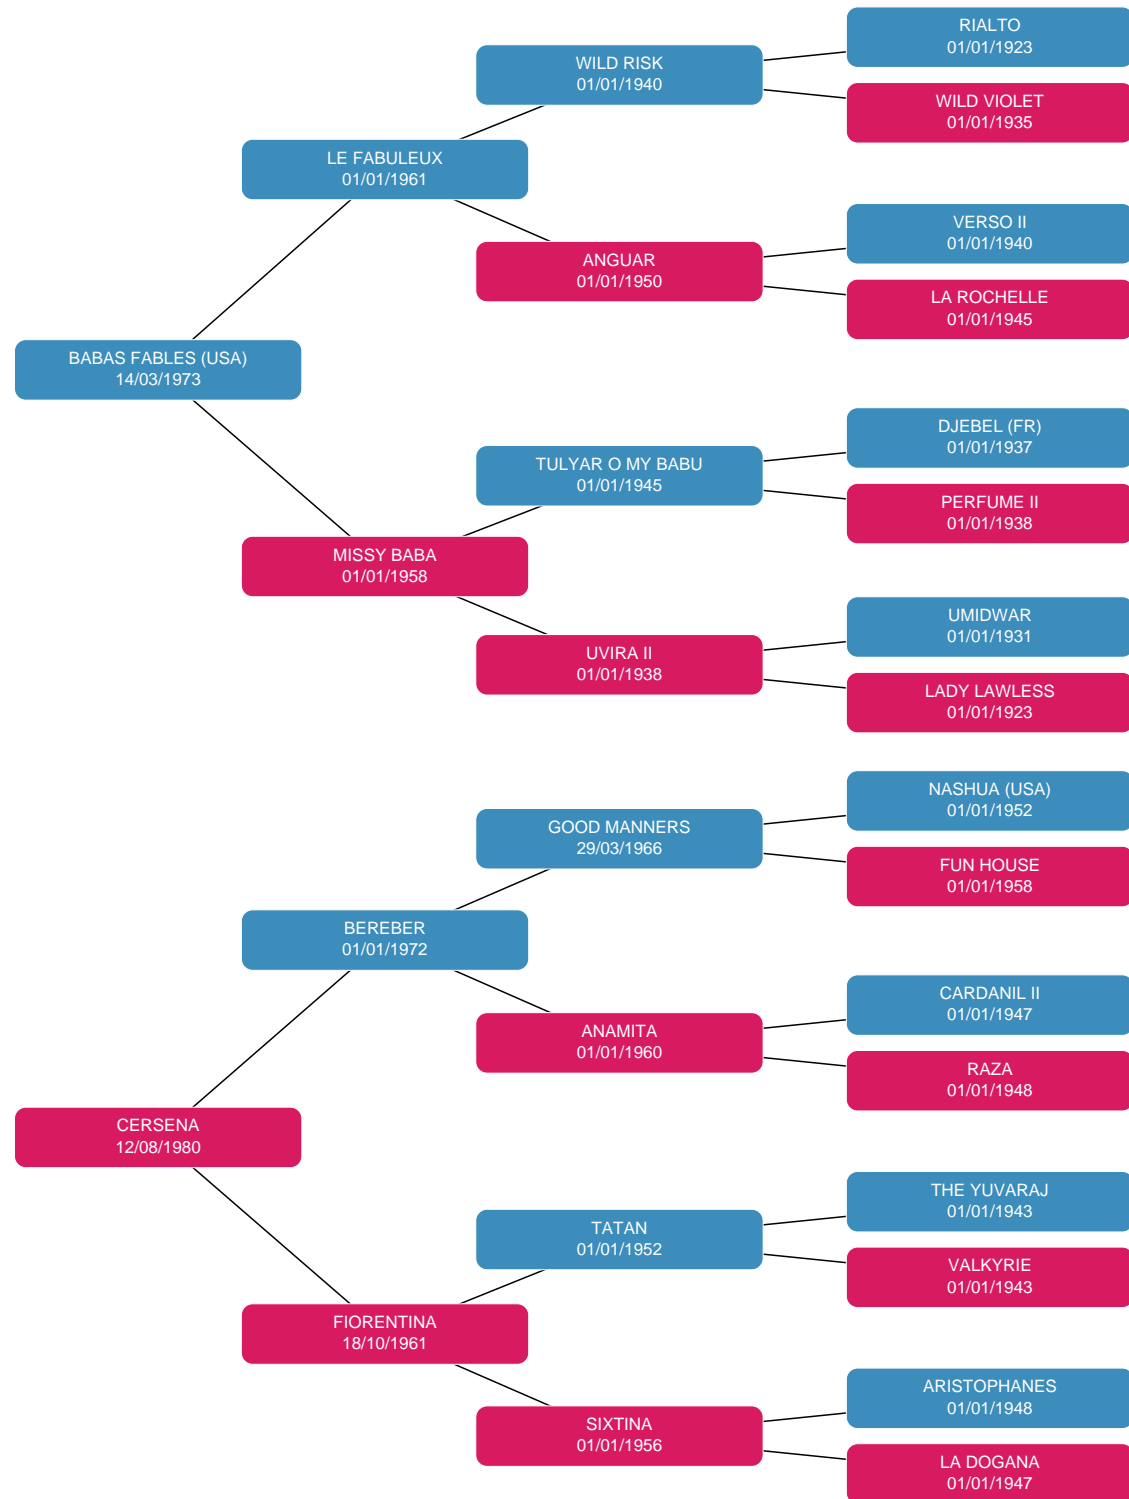 RIALTO
01/01/1923
WILD RISK
01/01/1940
WILD VIOLET
01/01/1935
LE FABULEUX
01/01/1961
VERSO II
01/01/1940
ANGUAR
01/01/1950
LA ROCHELLE
01/01/1945
BABAS FABLES (USA)
14/03/1973
DJEBEL (FR)
01/01/1937
TULYAR O MY BABU
01/01/1945
PERFUME II
01/01/1938
MISSY BABA
01/01/1958
UMIDWAR
01/01/1931
UVIRA II
01/01/1938
LADY LAWLESS
01/01/1923
NASHUA (USA)
01/01/1952
GOOD MANNERS
29/03/1966
FUN HOUSE
01/01/1958
BEREBER
01/01/1972
CARDANIL II
01/01/1947
ANAMITA
01/01/1960
RAZA
01/01/1948
CERSENA
12/08/1980
THE YUVARAJ
01/01/1943
TATAN
01/01/1952
VALKYRIE
01/01/1943
FIORENTINA
18/10/1961
ARISTOPHANES
01/01/1948
SIXTINA
01/01/1956
LA DOGANA
01/01/1947